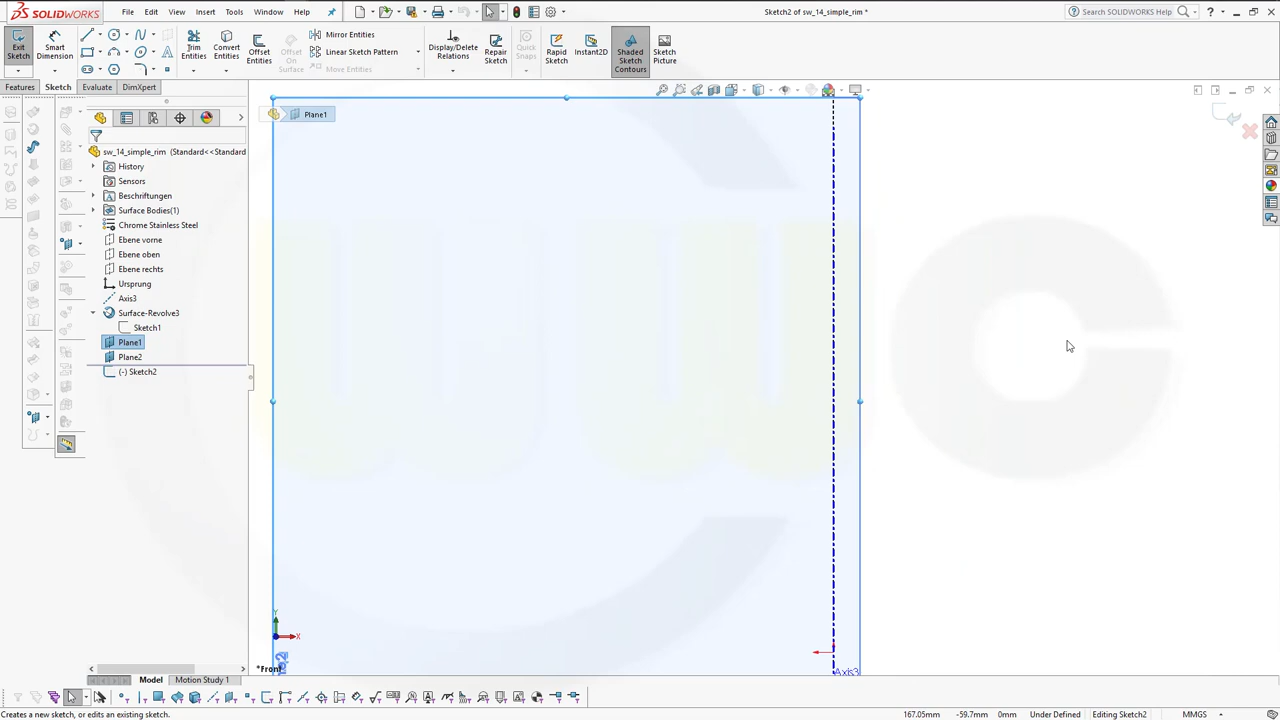 SOLIDWORKS
File
Edit
View
Insert
Tools
Window
Sketch2 of sw_14_simple_rim *
Search SOLIDWORKS Help
Exit Sketch
Smart Dimension
Trim Entities
Convert Entities
Offset Entities
Offset On Surface
Mirror Entities
Linear Sketch Pattern
Move Entities
Display/Delete Relations
Repair Sketch
Quick Snaps
Rapid Sketch
Instant2D
Shaded Sketch Contours
Sketch Picture
Features
Sketch
Evaluate
DimXpert
Plane1
sw_14_simple_rim (Standard<<Standard
History
Sensors
Beschriftungen
Surface Bodies(1)
Chrome Stainless Steel
Ebene vorne
Ebene oben
Ebene rechts
Ursprung
Axis3
Surface-Revolve3
Sketch1
Plane1
Plane2
(-) Sketch2
Y
X
*Front
Axis3
Model
Motion Study 1
Creates a new sketch, or edits an existing sketch.
167.05mm
-59.7mm
0mm
Under Defined
Editing Sketch2
MMGS